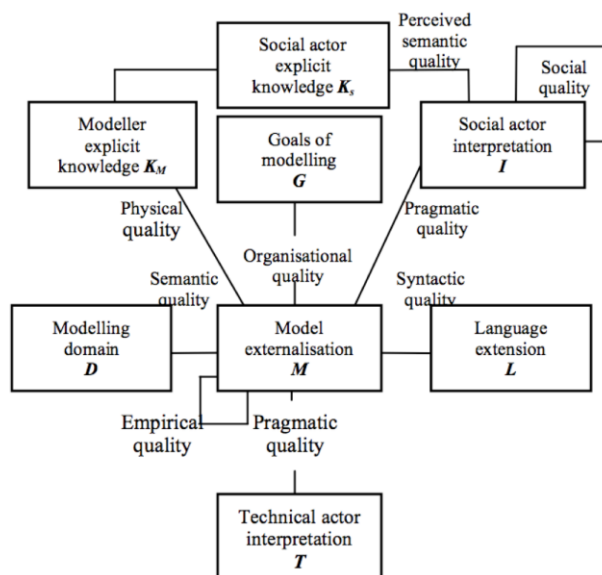 Social actor
explicit
knowledge Ks
Perceived
semantic
quality
Social
quality
Modeller
explicit
knowledge KM
Goals of
modelling
G
Social actor
interpretation
I
Physical
quality
Pragmatic
quality
Organisational
quality
Semantic
quality
Syntactic
quality
Modelling
domain
D
Model
externalisation
M
Language
extension
L
Empirical
quality
Pragmatic
quality
Technical actor
interpretation
T